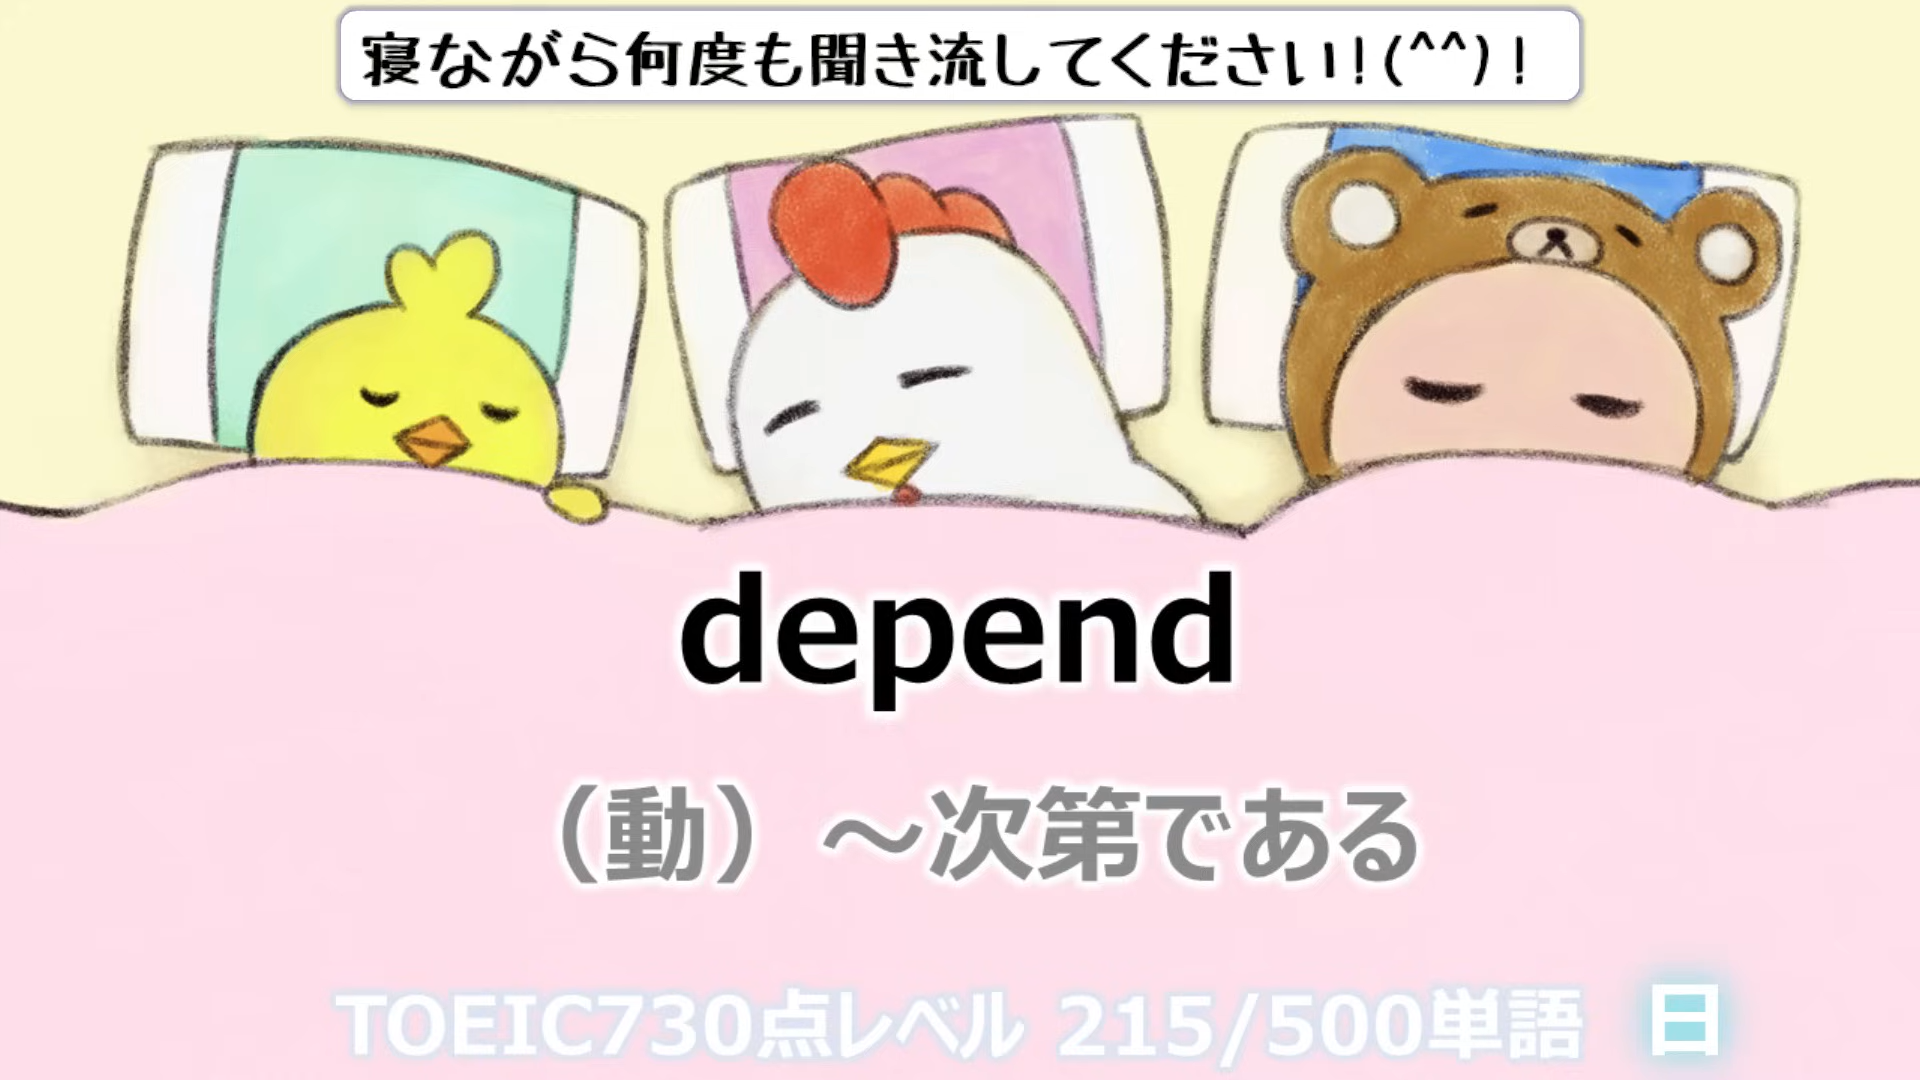 寝ながら何度も聞き流してください!(^^)!
depend
（動）～次第である
TOEIC730点レベル 215/500単語 日